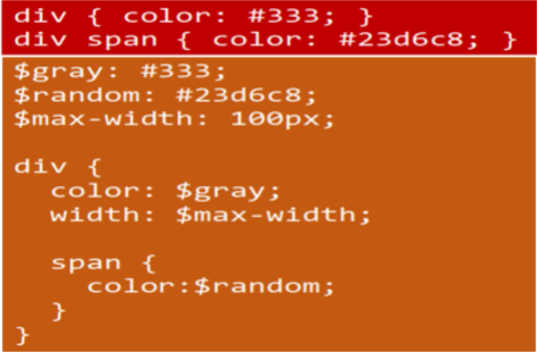 div { color: #333; }
div span { color: #23d6c8; }
$gray: #333;
$random: #23d6c8;
$max-width: 100px;

div {
  color: $gray;
  width: $max-width;

  span {
    color:$random;
  }
}